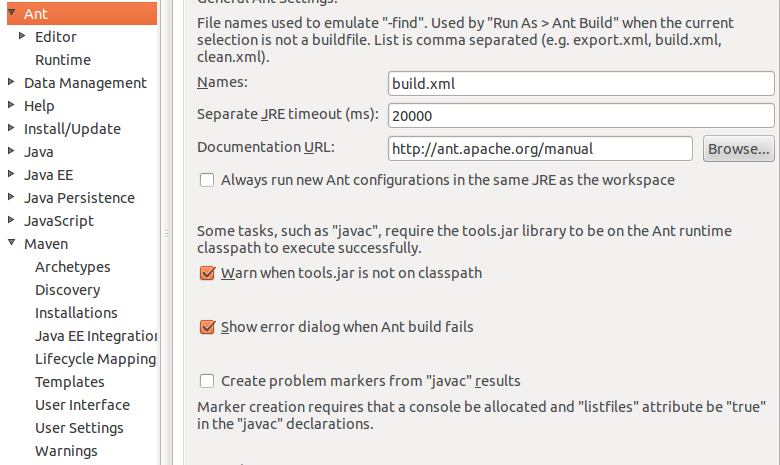 Ant
Editor
Runtime
Data Management
Help
Install/Update
Java
Java EE
Java Persistence
JavaScript
Maven
Archetypes
Discovery
Installations
Java EE Integration
Lifecycle Mapping
Templates
User Interface
User Settings
Warnings
General Ant Settings:
File names used to emulate "-find". Used by "Run As > Ant Build" when the current
selection is not a buildfile. List is comma separated (e.g. export.xml, build.xml,
clean.xml).
Names: build.xml
Separate JRE timeout (ms): 20000
Documentation URL: http://ant.apache.org/manual Browse...
Always run new Ant configurations in the same JRE as the workspace
Some tasks, such as "javac", require the tools.jar library to be on the Ant runtime
classpath to execute successfully.
Warn when tools.jar is not on classpath
Show error dialog when Ant build fails
Create problem markers from "javac" results
Marker creation requires that a console be allocated and "listfiles" attribute be "true"
in the "javac" declarations.